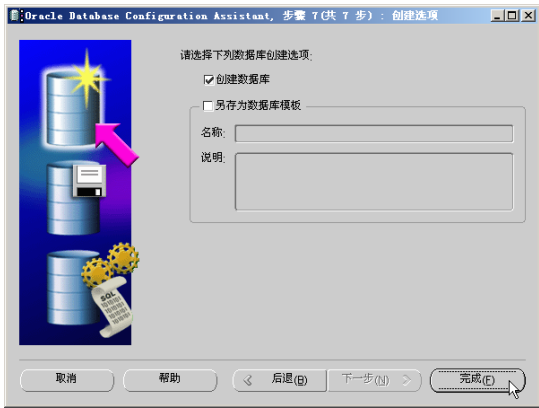 Oracle Database Configuration Assistant, 步骤 7(共 7 步) : 创建选项
请选择下列数据库创建选项:
创建数据库
另存为数据库模板
名称:
说明:
SQL
取消 帮助 后退(B) 下一步(N) 完成(F)